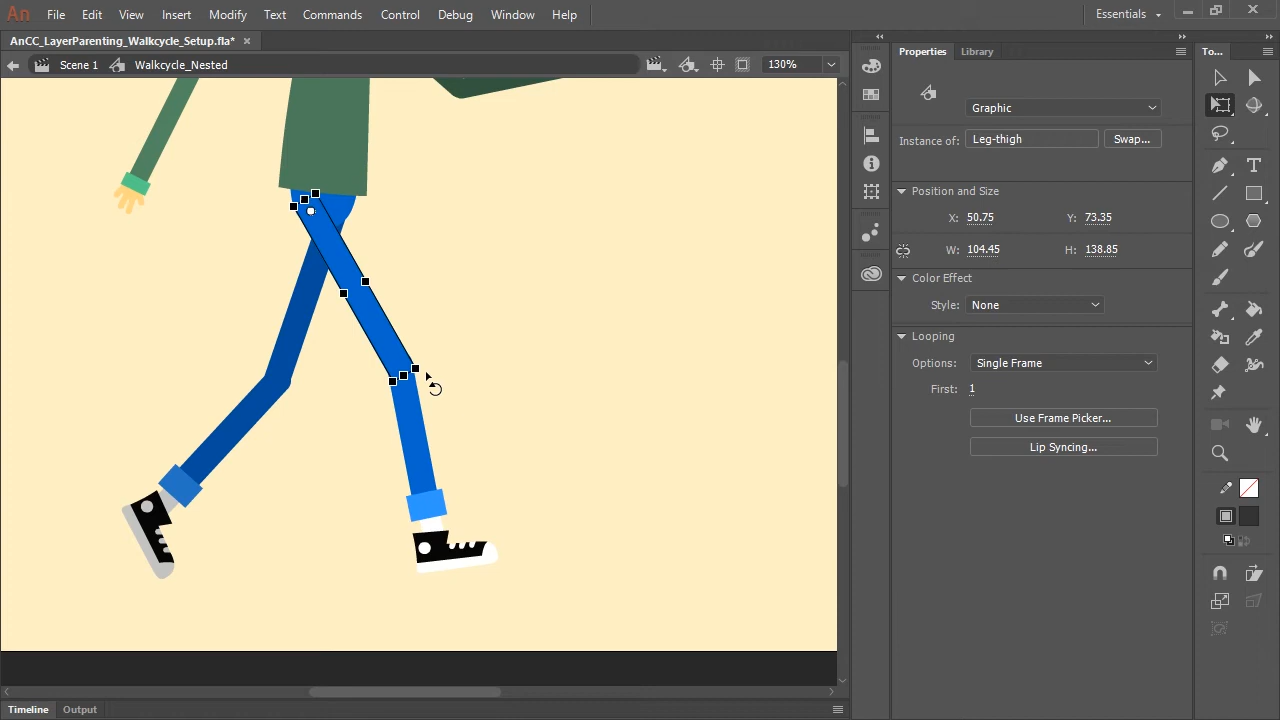 An File Edit View Insert Modify Text Commands Control Debug Window Help Essentials
AnCC_LayerParenting_Walkcycle_Setup.fla*
Scene 1 Walkcycle_Nested 130%
Properties Library To...
Graphic
Instance of: Leg-thigh Swap...
Position and Size
X: 50.75 Y: 73.35
W: 104.45 H: 138.85
Color Effect
Style: None
Looping
Options: Single Frame
First: 1
Use Frame Picker...
Lip Syncing...
Timeline Output